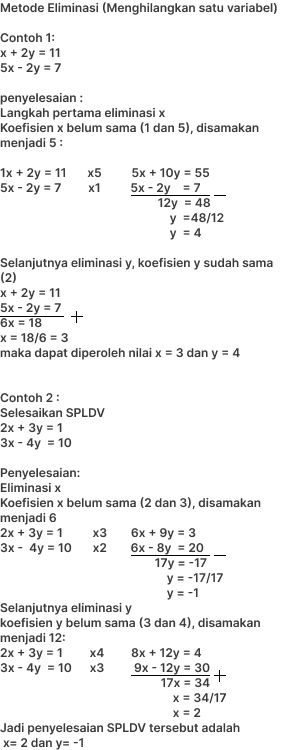 Metode Eliminasi (Menghilangkan satu variabel)
Contoh 1:
x + 2y = 11
5x - 2y = 7
penyelesaian :
Langkah pertama eliminasi x
Koefisien x belum sama (1 dan 5), disamakan
menjadi 5 :
1x + 2y = 11 x5 5x + 10y = 55
5x - 2y = 7 x1 5x - 2y = 7 —
12y = 48
y =48/12
y = 4
Selanjutnya eliminasi y, koefisien y sudah sama
(2)
x + 2y = 11
5x - 2y = 7 +
6x = 18
x = 18/6 = 3
maka dapat diperoleh nilai x = 3 dan y = 4
Contoh 2 :
Selesaikan SPLDV
2x + 3y = 1
3x - 4y = 10
Penyelesaian:
Eliminasi x
Koefisien x belum sama (2 dan 3), disamakan
menjadi 6
2x + 3y = 1 x3 6x + 9y = 3
3x - 4y = 10 x2 6x - 8y = 20 —
17y = -17
y = -17/17
y = -1
Selanjutnya eliminasi y
koefisien y belum sama (3 dan 4), disamakan
menjadi 12:
2x + 3y = 1 x4 8x + 12y = 4
3x - 4y = 10 x3 9x - 12y = 30 +
17x = 34
x = 34/17
x = 2
Jadi penyelesaian SPLDV tersebut adalah
x= 2 dan y= -1